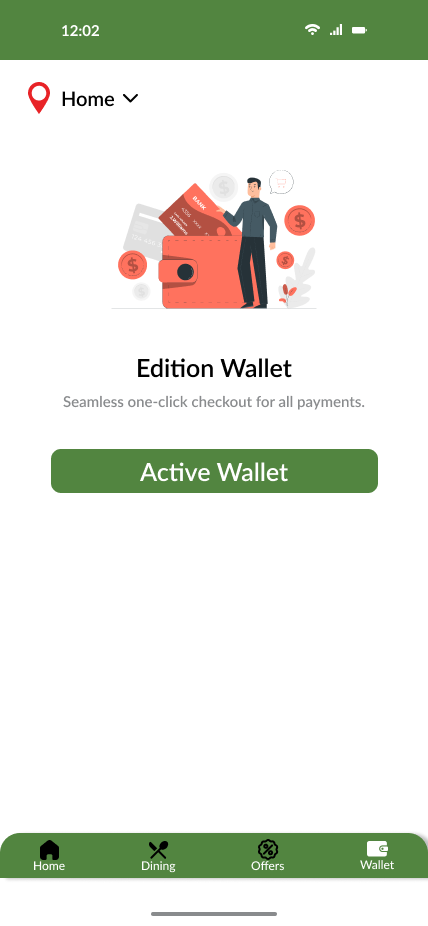 12:02
Home
BANK
Edition Wallet
Seamless one-click checkout for all payments.
Active Wallet
Home
Dining
Offers
Wallet